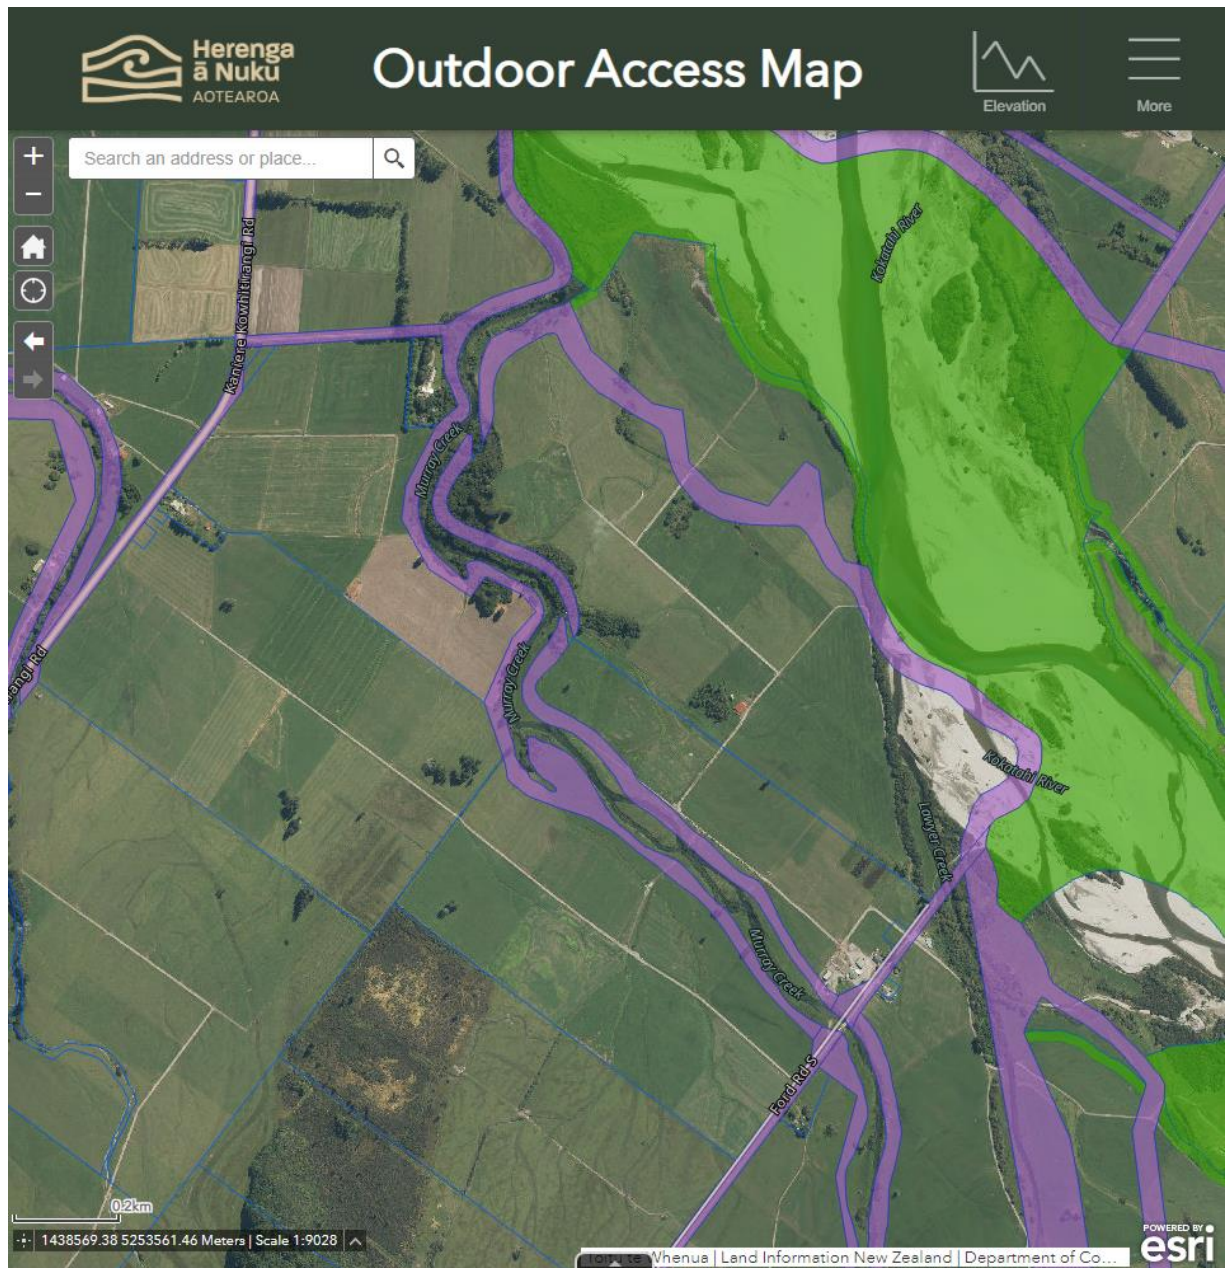 Herenga
ā Nuku
AOTEAROA
Outdoor Access Map
Elevation
More
+
−
Search an address or place...
Kaniere Kowhitirangi Rd
Kokatahi River
Murray Creek
Murray Creek
angi Rd
Kokatahi River
Lawyer Creek
Murray Creek
Ford Rd S
0.2km
1438569.38 5253561.46 Meters | Scale 1:9028
Toitū te Whenua | Land Information New Zealand | Department of Co...
POWERED BY
esri